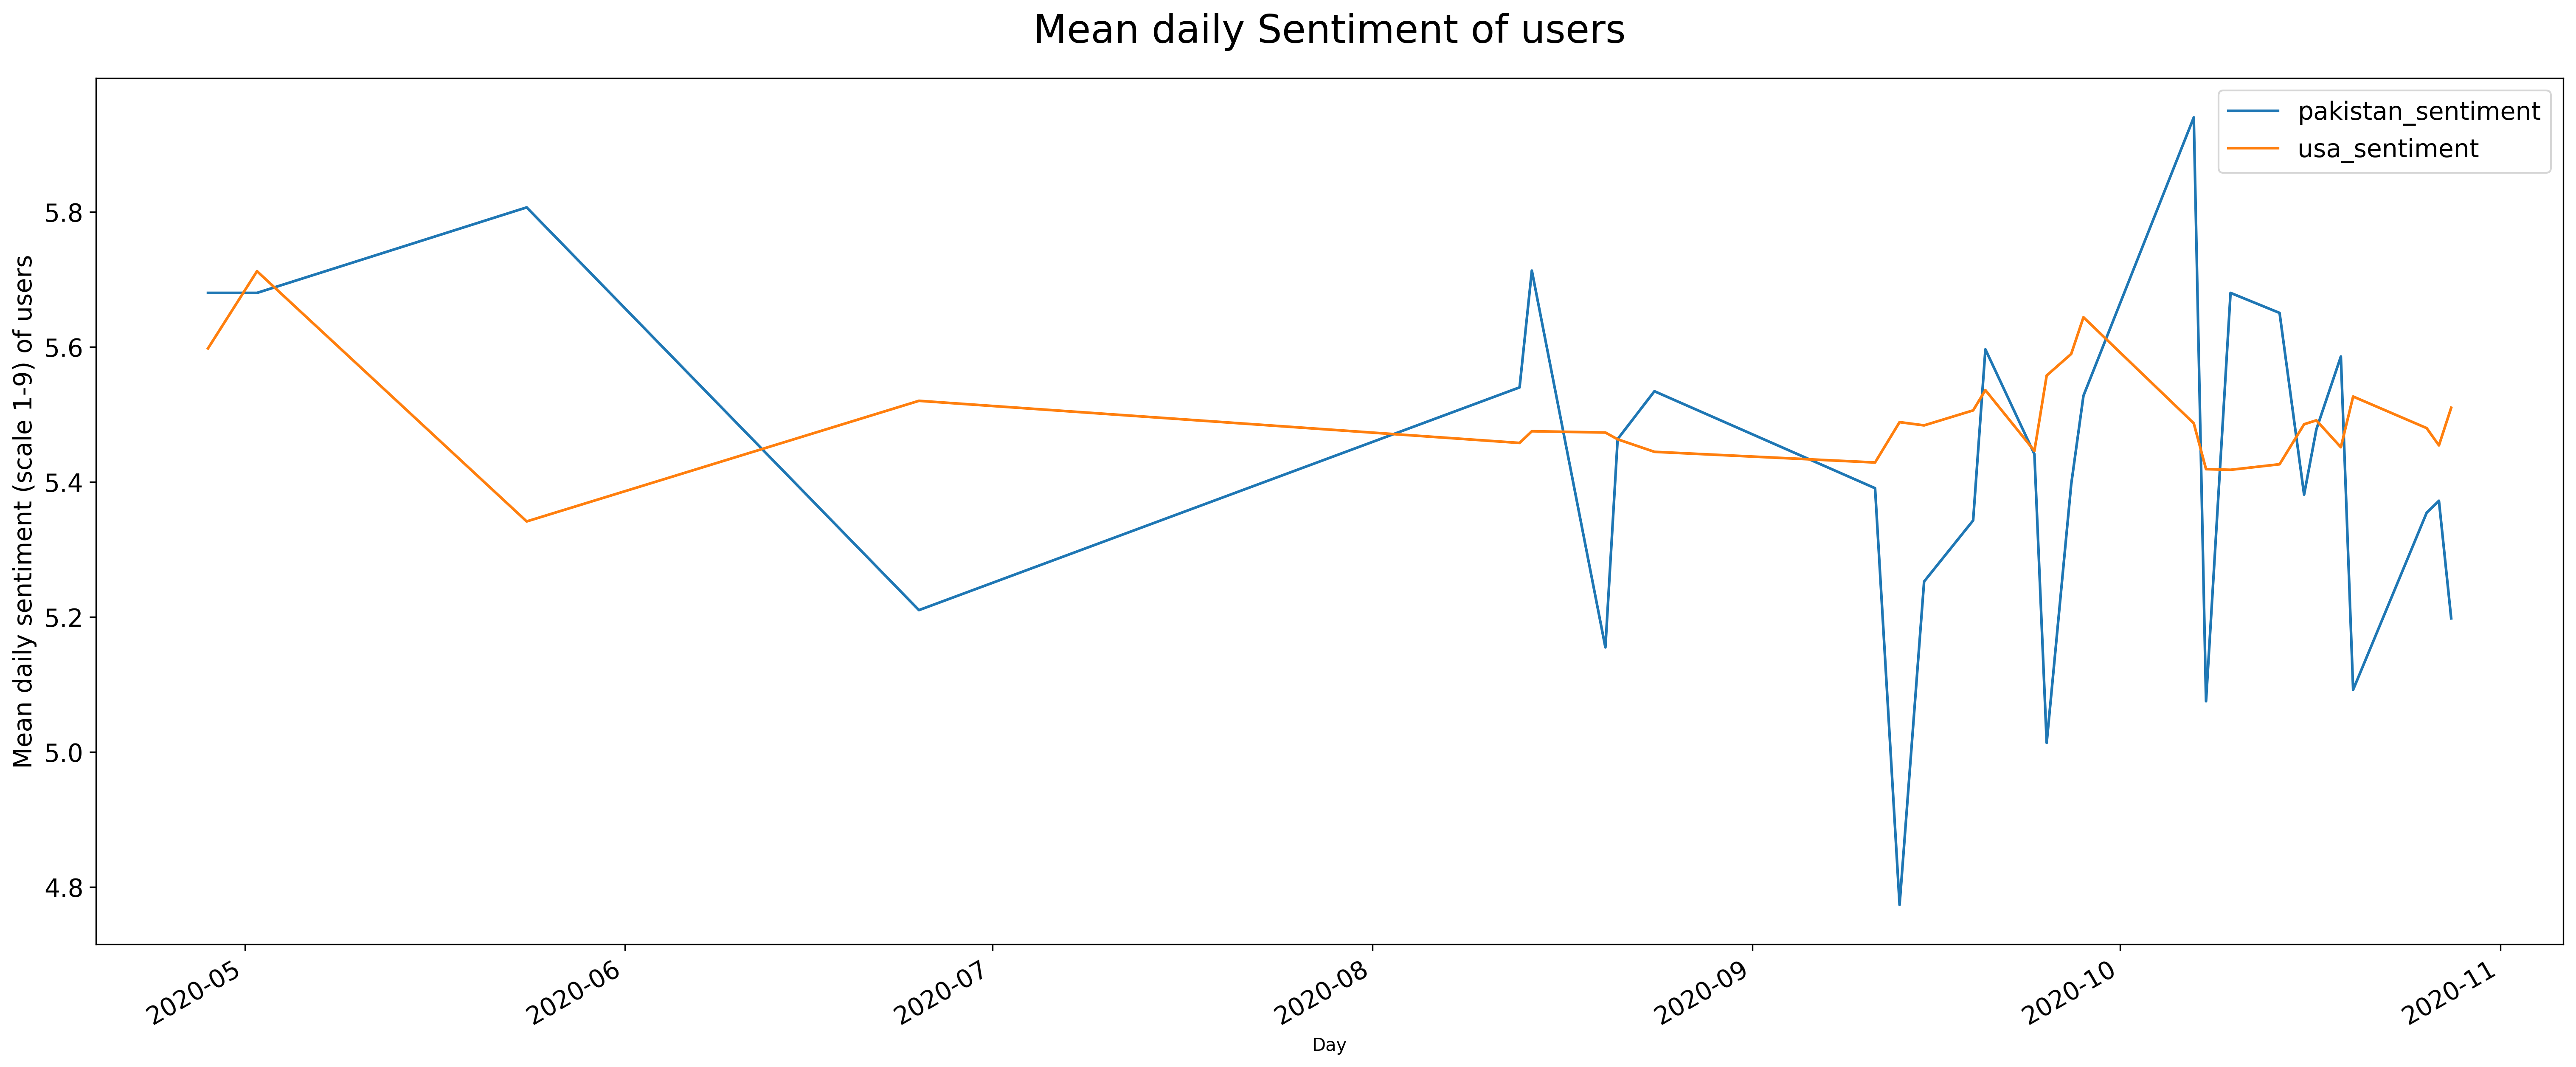 Mean daily Sentiment of users
pakistan_sentiment
usa_sentiment
Mean daily sentiment (scale 1-9) of users
5.8
5.6
5.4
5.2
5.0
4.8
2020-05
2020-06
2020-07
2020-08
2020-09
2020-10
2020-11
Day